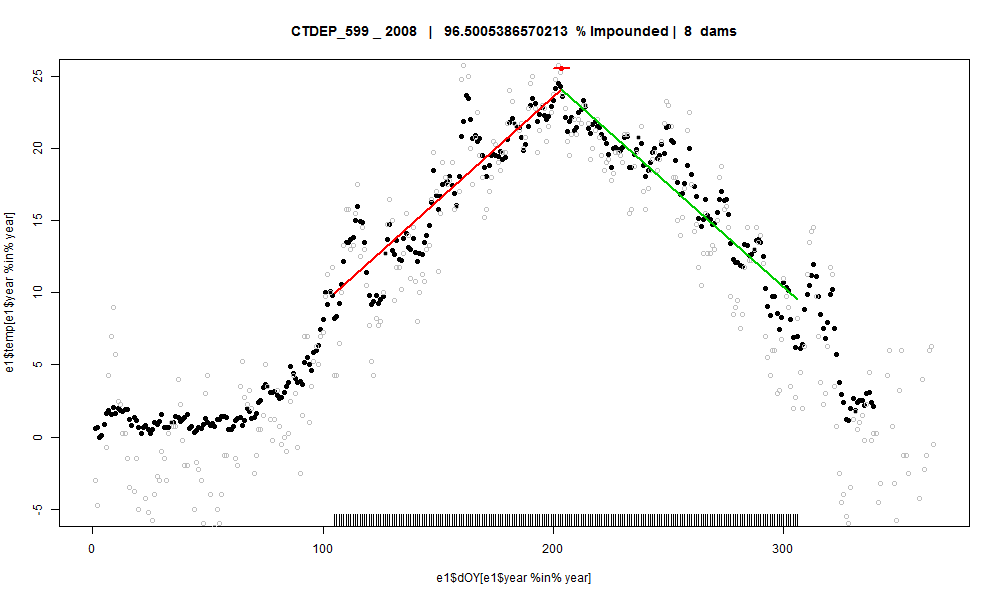 CTDEP_599 _ 2008 | 96.5005386570213 % Impounded | 8 dams
e1$temp[e1$year %in% year]
25
20
15
10
5
0
-5
0 100 200 300
e1$dOY[e1$year %in% year]